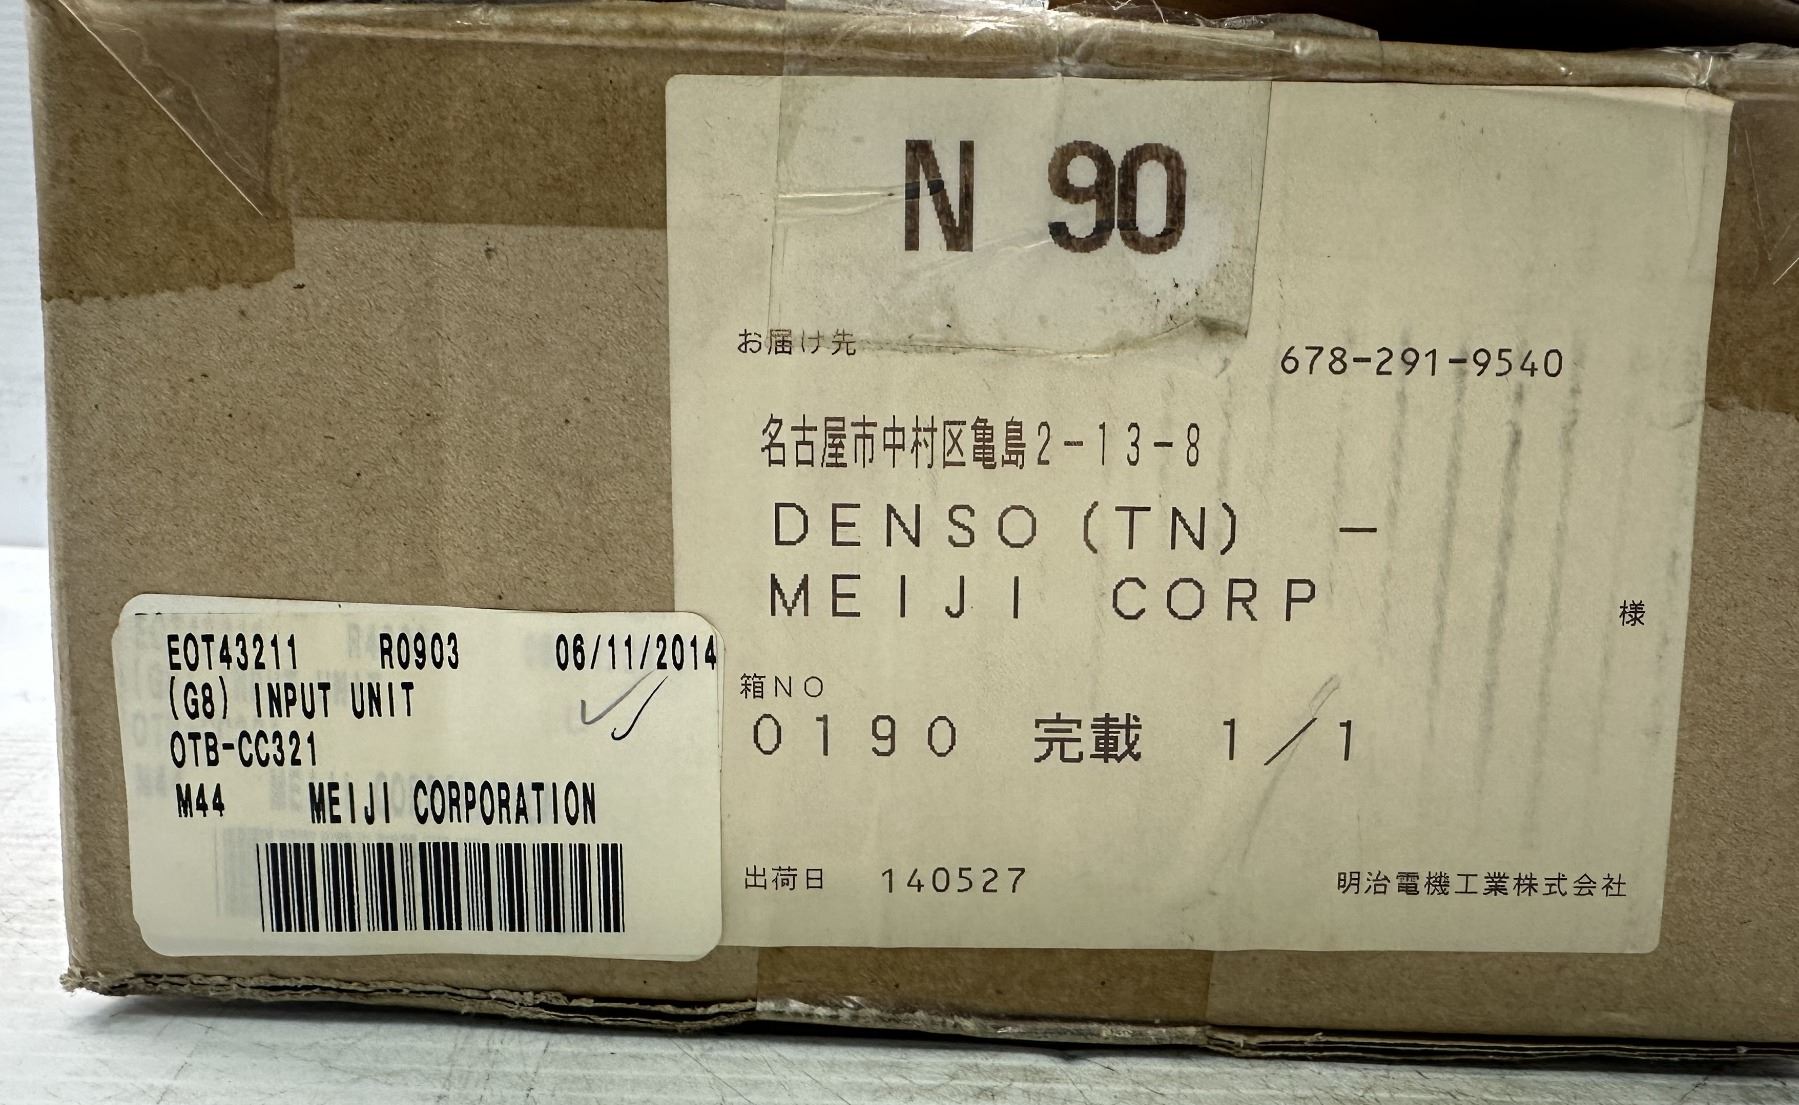 N 90
お届け先
678-291-9540
名古屋市中村区亀島2-13-8
DENSO(TN) －
MEIJI CORP
様
箱NO
0190 完載 1/1
出荷日 140527
明治電機工業株式会社
EOT43211 R0903 06/11/2014
(G8) INPUT UNIT
OTB-CC321
M44 MEIJI CORPORATION